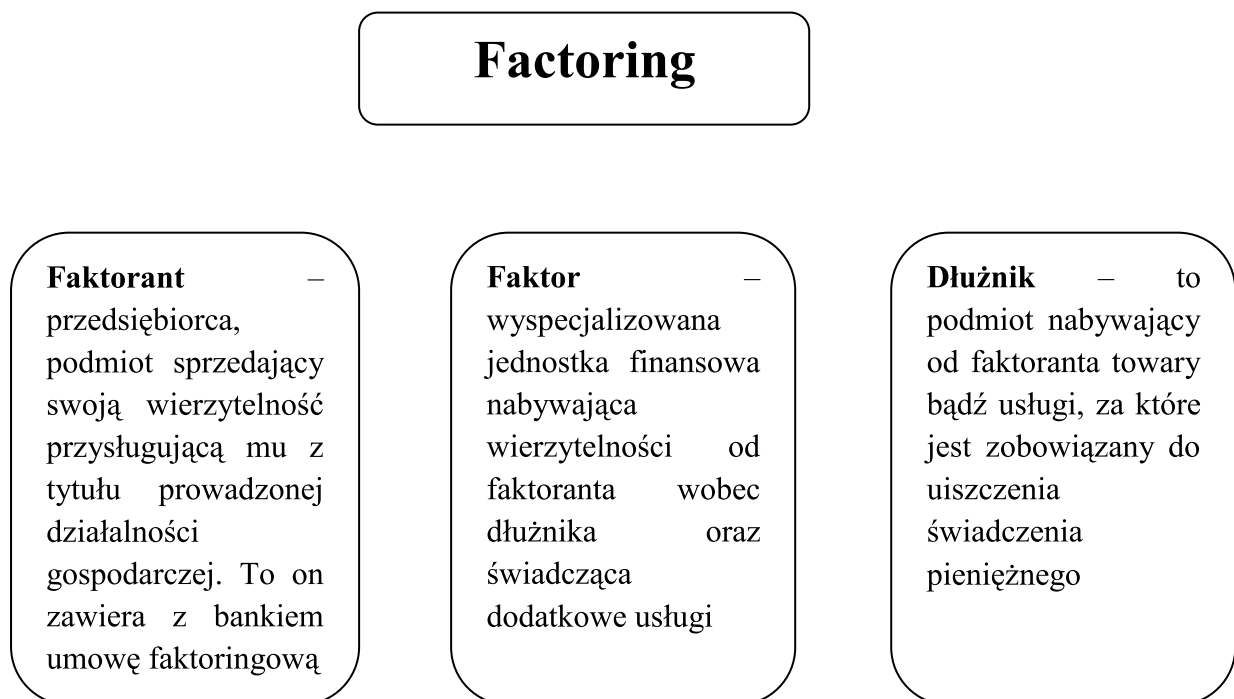 Factoring
Faktorant –
przedsiębiorca,
podmiot sprzedający
swoją wierzytelność
przysługującą mu z
tytułu prowadzonej
działalności
gospodarczej. To on
zawiera z bankiem
umowę faktoringową
Faktor –
wyspecjalizowana
jednostka finansowa
nabywająca
wierzytelności od
faktoranta wobec
dłużnika oraz
świadcząca
dodatkowe usługi
Dłużnik – to
podmiot nabywający
od faktoranta towary
bądź usługi, za które
jest zobowiązany do
uiszczenia
świadczenia
pieniężnego